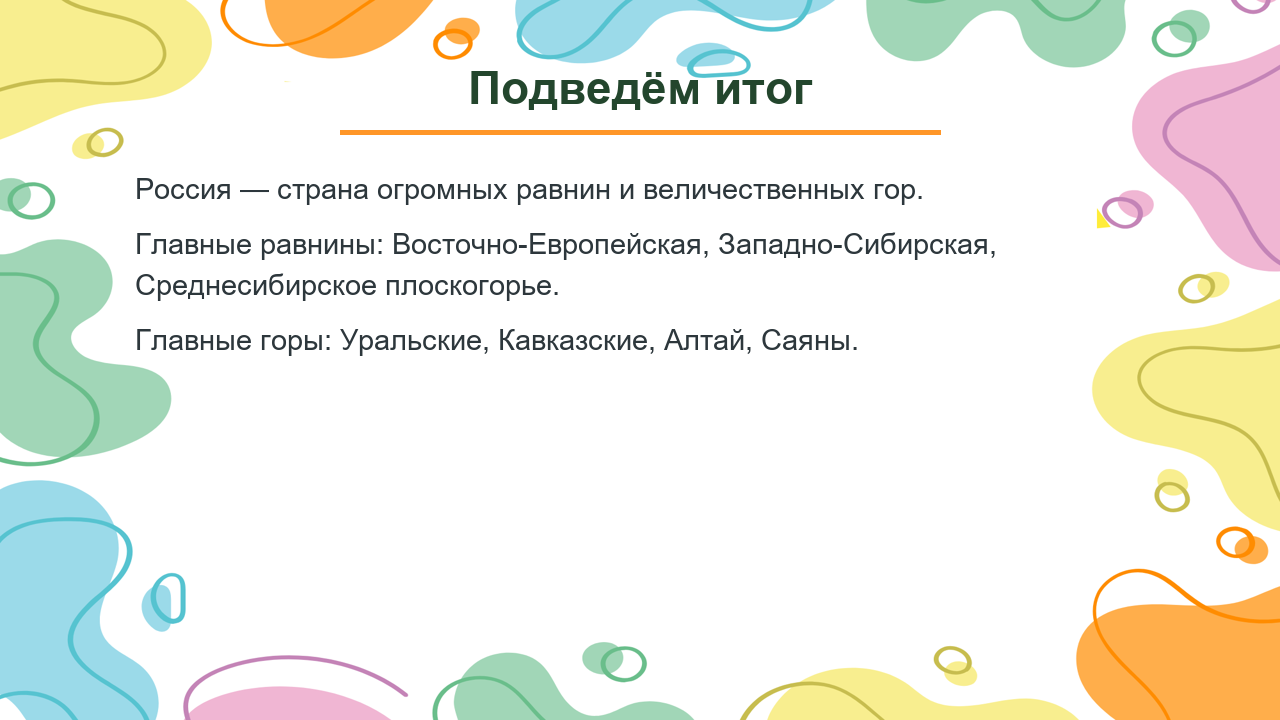 Подведём итог
Россия — страна огромных равнин и величественных гор.
Главные равнины: Восточно-Европейская, Западно-Сибирская,
Среднесибирское плоскогорье.
Главные горы: Уральские, Кавказские, Алтай, Саяны.